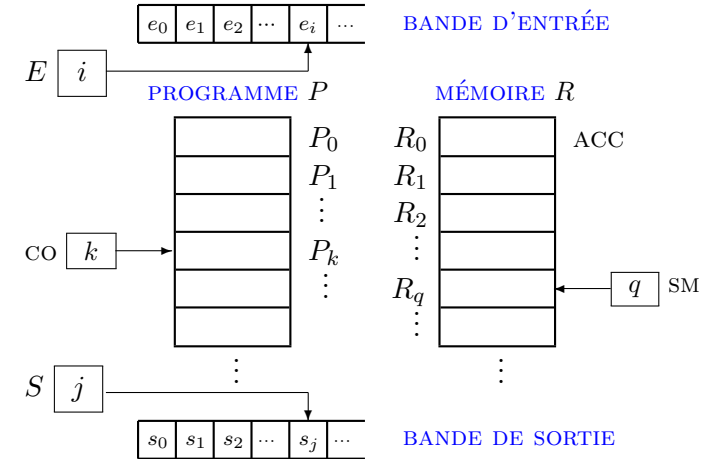 e₀ e₁ e₂ ··· eᵢ ··· BANDE D'ENTRÉE
E i
PROGRAMME P MÉMOIRE R
P₀ R₀ ACC
P₁ R₁
⋮ R₂
CO k Pₖ ⋮
⋮ R_q q SM
⋮
⋮ ⋮
S j
s₀ s₁ s₂ ··· sⱼ ··· BANDE DE SORTIE